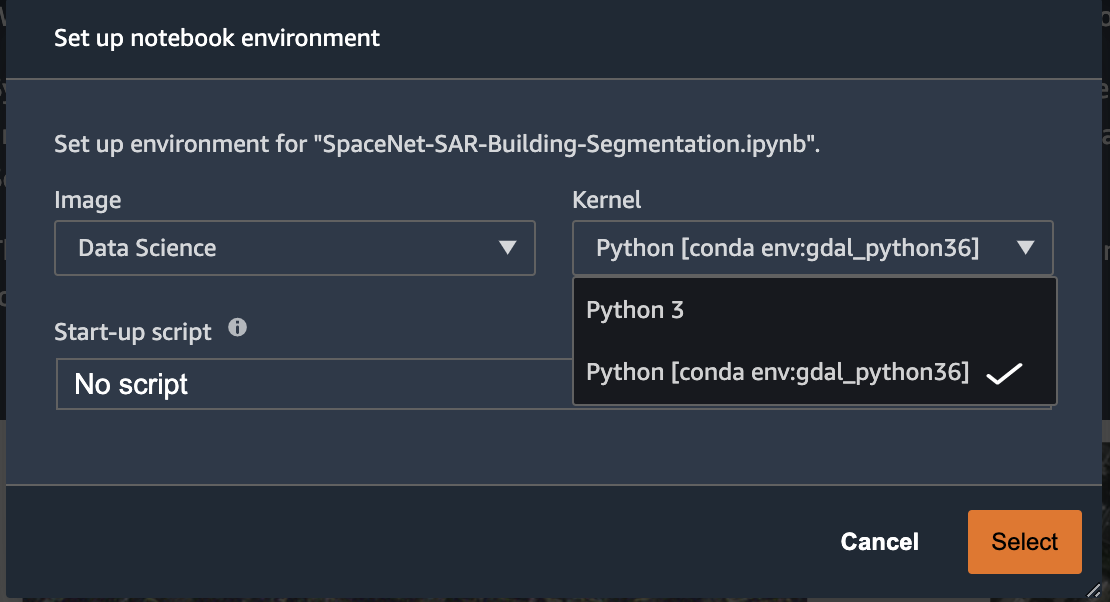 Set up notebook environment
Set up environment for "SpaceNet-SAR-Building-Segmentation.ipynb".
Image
Kernel
Data Science
Python [conda env:gdal_python36]
Python 3
Python [conda env:gdal_python36]
Start-up script
No script
Cancel
Select